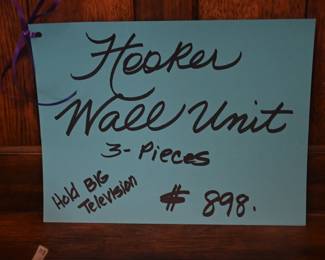 Hooker
Wall Unit
3-Pieces
Hold BIG
Television
$ 898.